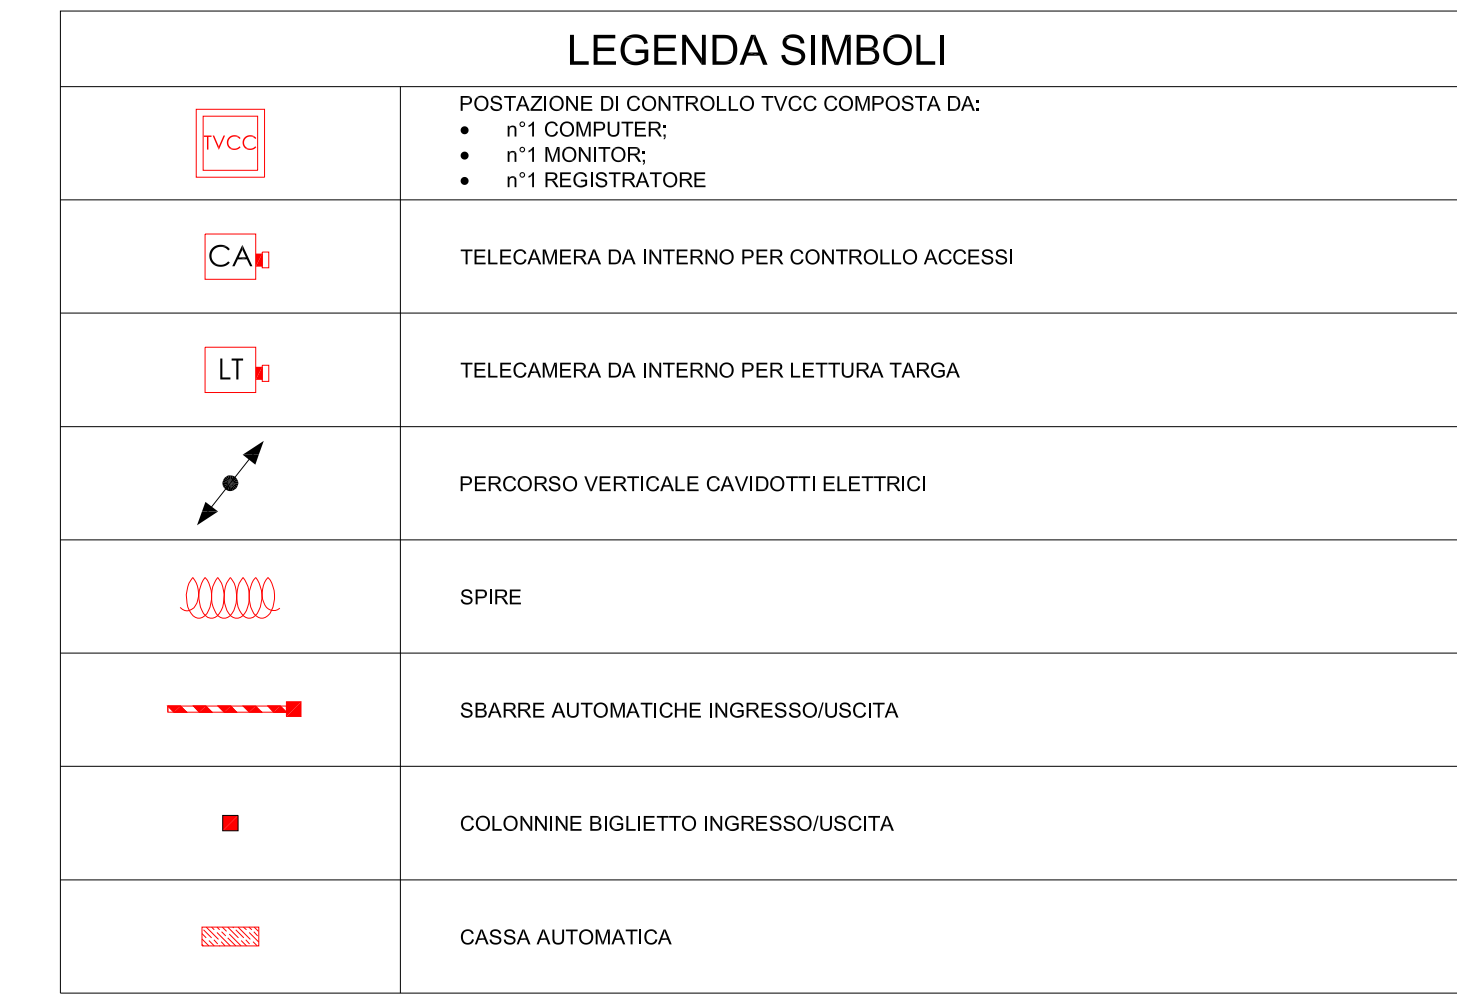 LEGENDA SIMBOLI
TVCC
POSTAZIONE DI CONTROLLO TVCC COMPOSTA DA:
• n°1 COMPUTER;
• n°1 MONITOR;
• n°1 REGISTRATORE
CA
TELECAMERA DA INTERNO PER CONTROLLO ACCESSI
LT
TELECAMERA DA INTERNO PER LETTURA TARGA
PERCORSO VERTICALE CAVIDOTTI ELETTRICI
SPIRE
SBARRE AUTOMATICHE INGRESSO/USCITA
COLONNINE BIGLIETTO INGRESSO/USCITA
CASSA AUTOMATICA